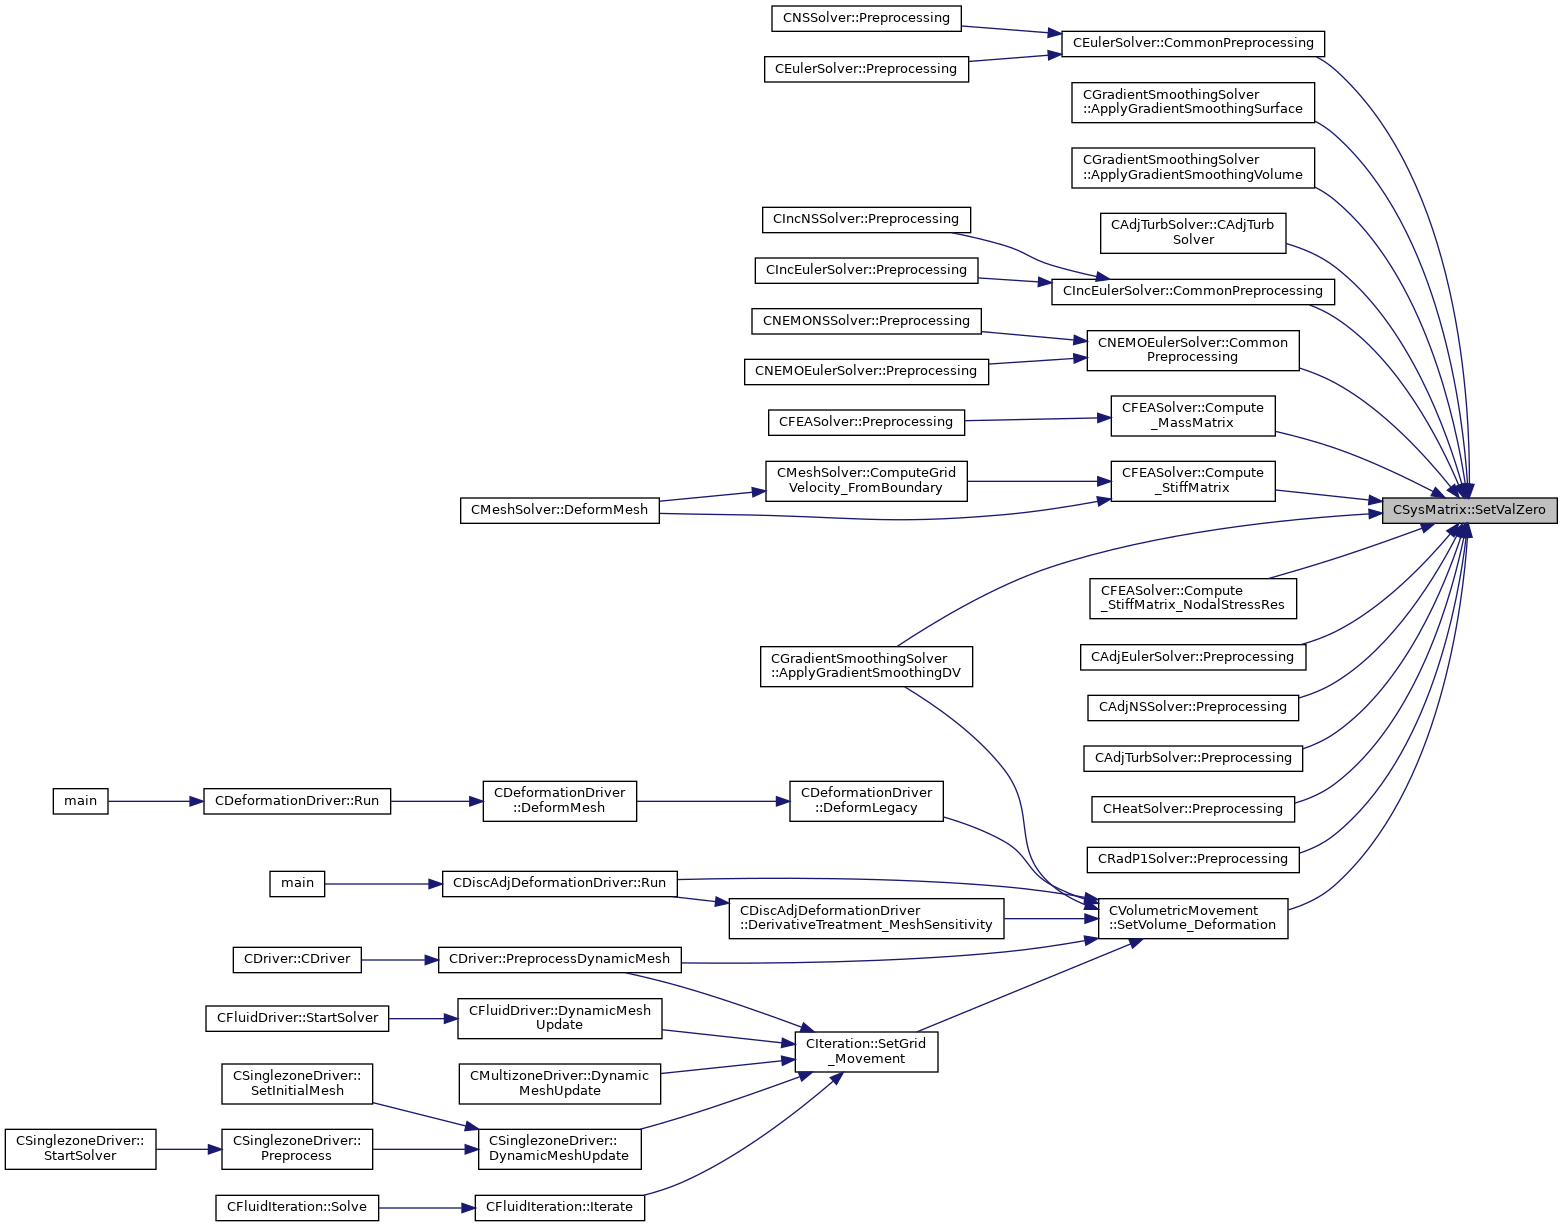 CNSSolver::Preprocessing
CEulerSolver::CommonPreprocessing
CEulerSolver::Preprocessing
CGradientSmoothingSolver
::ApplyGradientSmoothingSurface
CGradientSmoothingSolver
::ApplyGradientSmoothingVolume
CIncNSSolver::Preprocessing
CAdjTurbSolver::CAdjTurb
Solver
CIncEulerSolver::Preprocessing
CIncEulerSolver::CommonPreprocessing
CNEMONSSolver::Preprocessing
CNEMOEulerSolver::Common
Preprocessing
CNEMOEulerSolver::Preprocessing
CFEASolver::Compute
_MassMatrix
CFEASolver::Preprocessing
CMeshSolver::ComputeGrid
Velocity_FromBoundary
CFEASolver::Compute
_StiffMatrix
CMeshSolver::DeformMesh
CSysMatrix::SetValZero
CFEASolver::Compute
_StiffMatrix_NodalStressRes
CGradientSmoothingSolver
::ApplyGradientSmoothingDV
CAdjEulerSolver::Preprocessing
CAdjNSSolver::Preprocessing
CAdjTurbSolver::Preprocessing
main
CDeformationDriver::Run
CDeformationDriver
::DeformMesh
CDeformationDriver
::DeformLegacy
CHeatSolver::Preprocessing
CRadP1Solver::Preprocessing
main
CDiscAdjDeformationDriver::Run
CDiscAdjDeformationDriver
::DerivativeTreatment_MeshSensitivity
CVolumetricMovement
::SetVolume_Deformation
CDriver::CDriver
CDriver::PreprocessDynamicMesh
CFluidDriver::StartSolver
CFluidDriver::DynamicMesh
Update
CIteration::SetGrid
_Movement
CSinglezoneDriver::
SetInitialMesh
CMultizoneDriver::Dynamic
MeshUpdate
CSinglezoneDriver::
StartSolver
CSinglezoneDriver::
Preprocess
CSinglezoneDriver::
DynamicMeshUpdate
CFluidIteration::Solve
CFluidIteration::Iterate